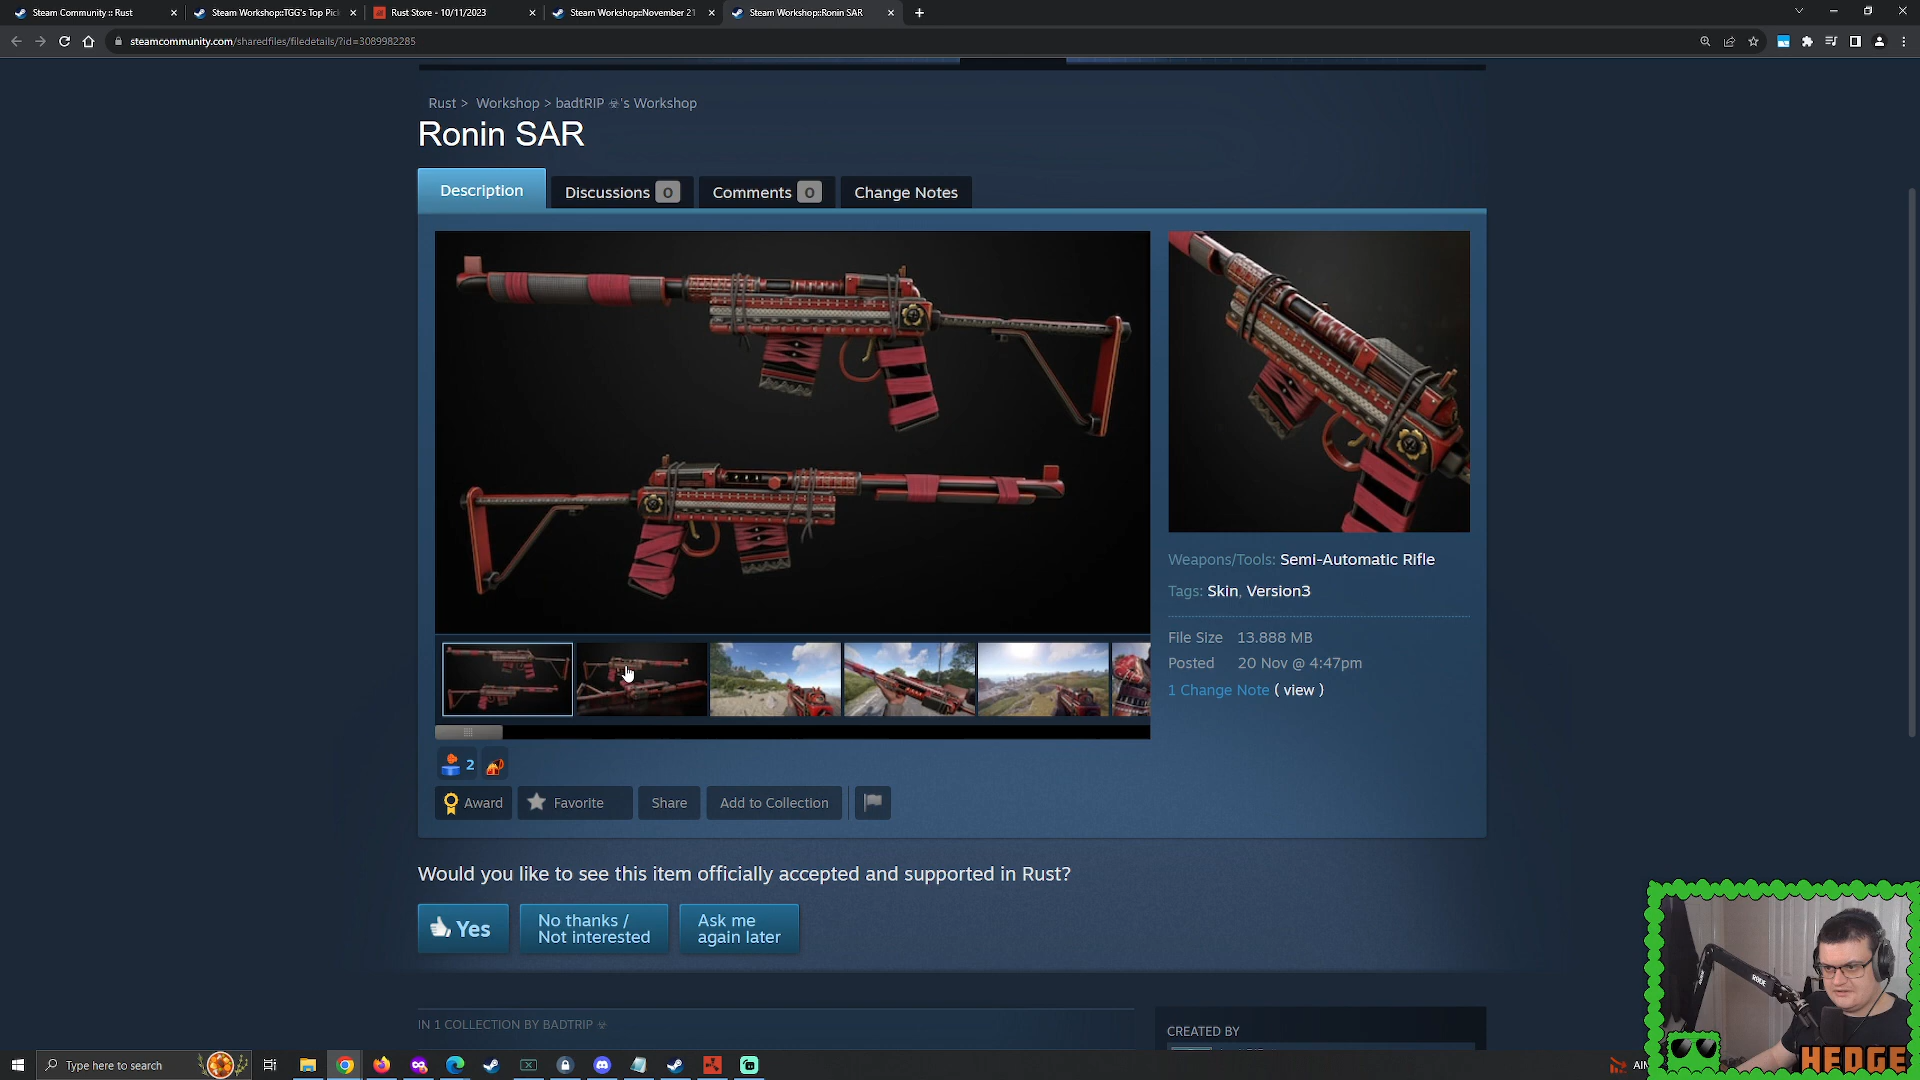 Steam Community :: Rust
Steam Workshop::TGG's Top Pic
Rust Store - 10/11/2023
Steam Workshop::November 21
Steam Workshop::Ronin SAR
steamcommunity.com/sharedfiles/filedetails/?id=3089982285
Rust > Workshop > badtRIP ☣'s Workshop
Ronin SAR
Description
Discussions 0
Comments 0
Change Notes
Weapons/Tools: Semi-Automatic Rifle
Tags: Skin, Version3
File Size 13.888 MB
Posted 20 Nov @ 4:47pm
1 Change Note ( view )
2
Award
Favorite
Share
Add to Collection
Would you like to see this item officially accepted and supported in Rust?
Yes
No thanks /
Not interested
Ask me
again later
IN 1 COLLECTION BY BADTRIP ☣
CREATED BY
RODE
HEDGE
Type here to search